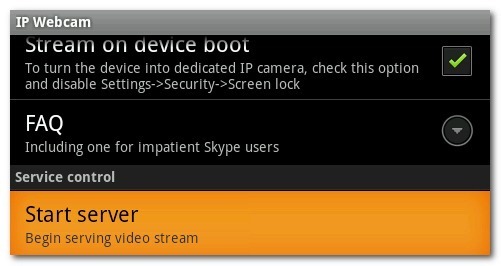 IP Webcam
Stream on device boot
To turn the device into dedicated IP camera, check this option
and disable Settings->Security->Screen lock
FAQ
Including one for impatient Skype users
Service control
Start server
Begin serving video stream